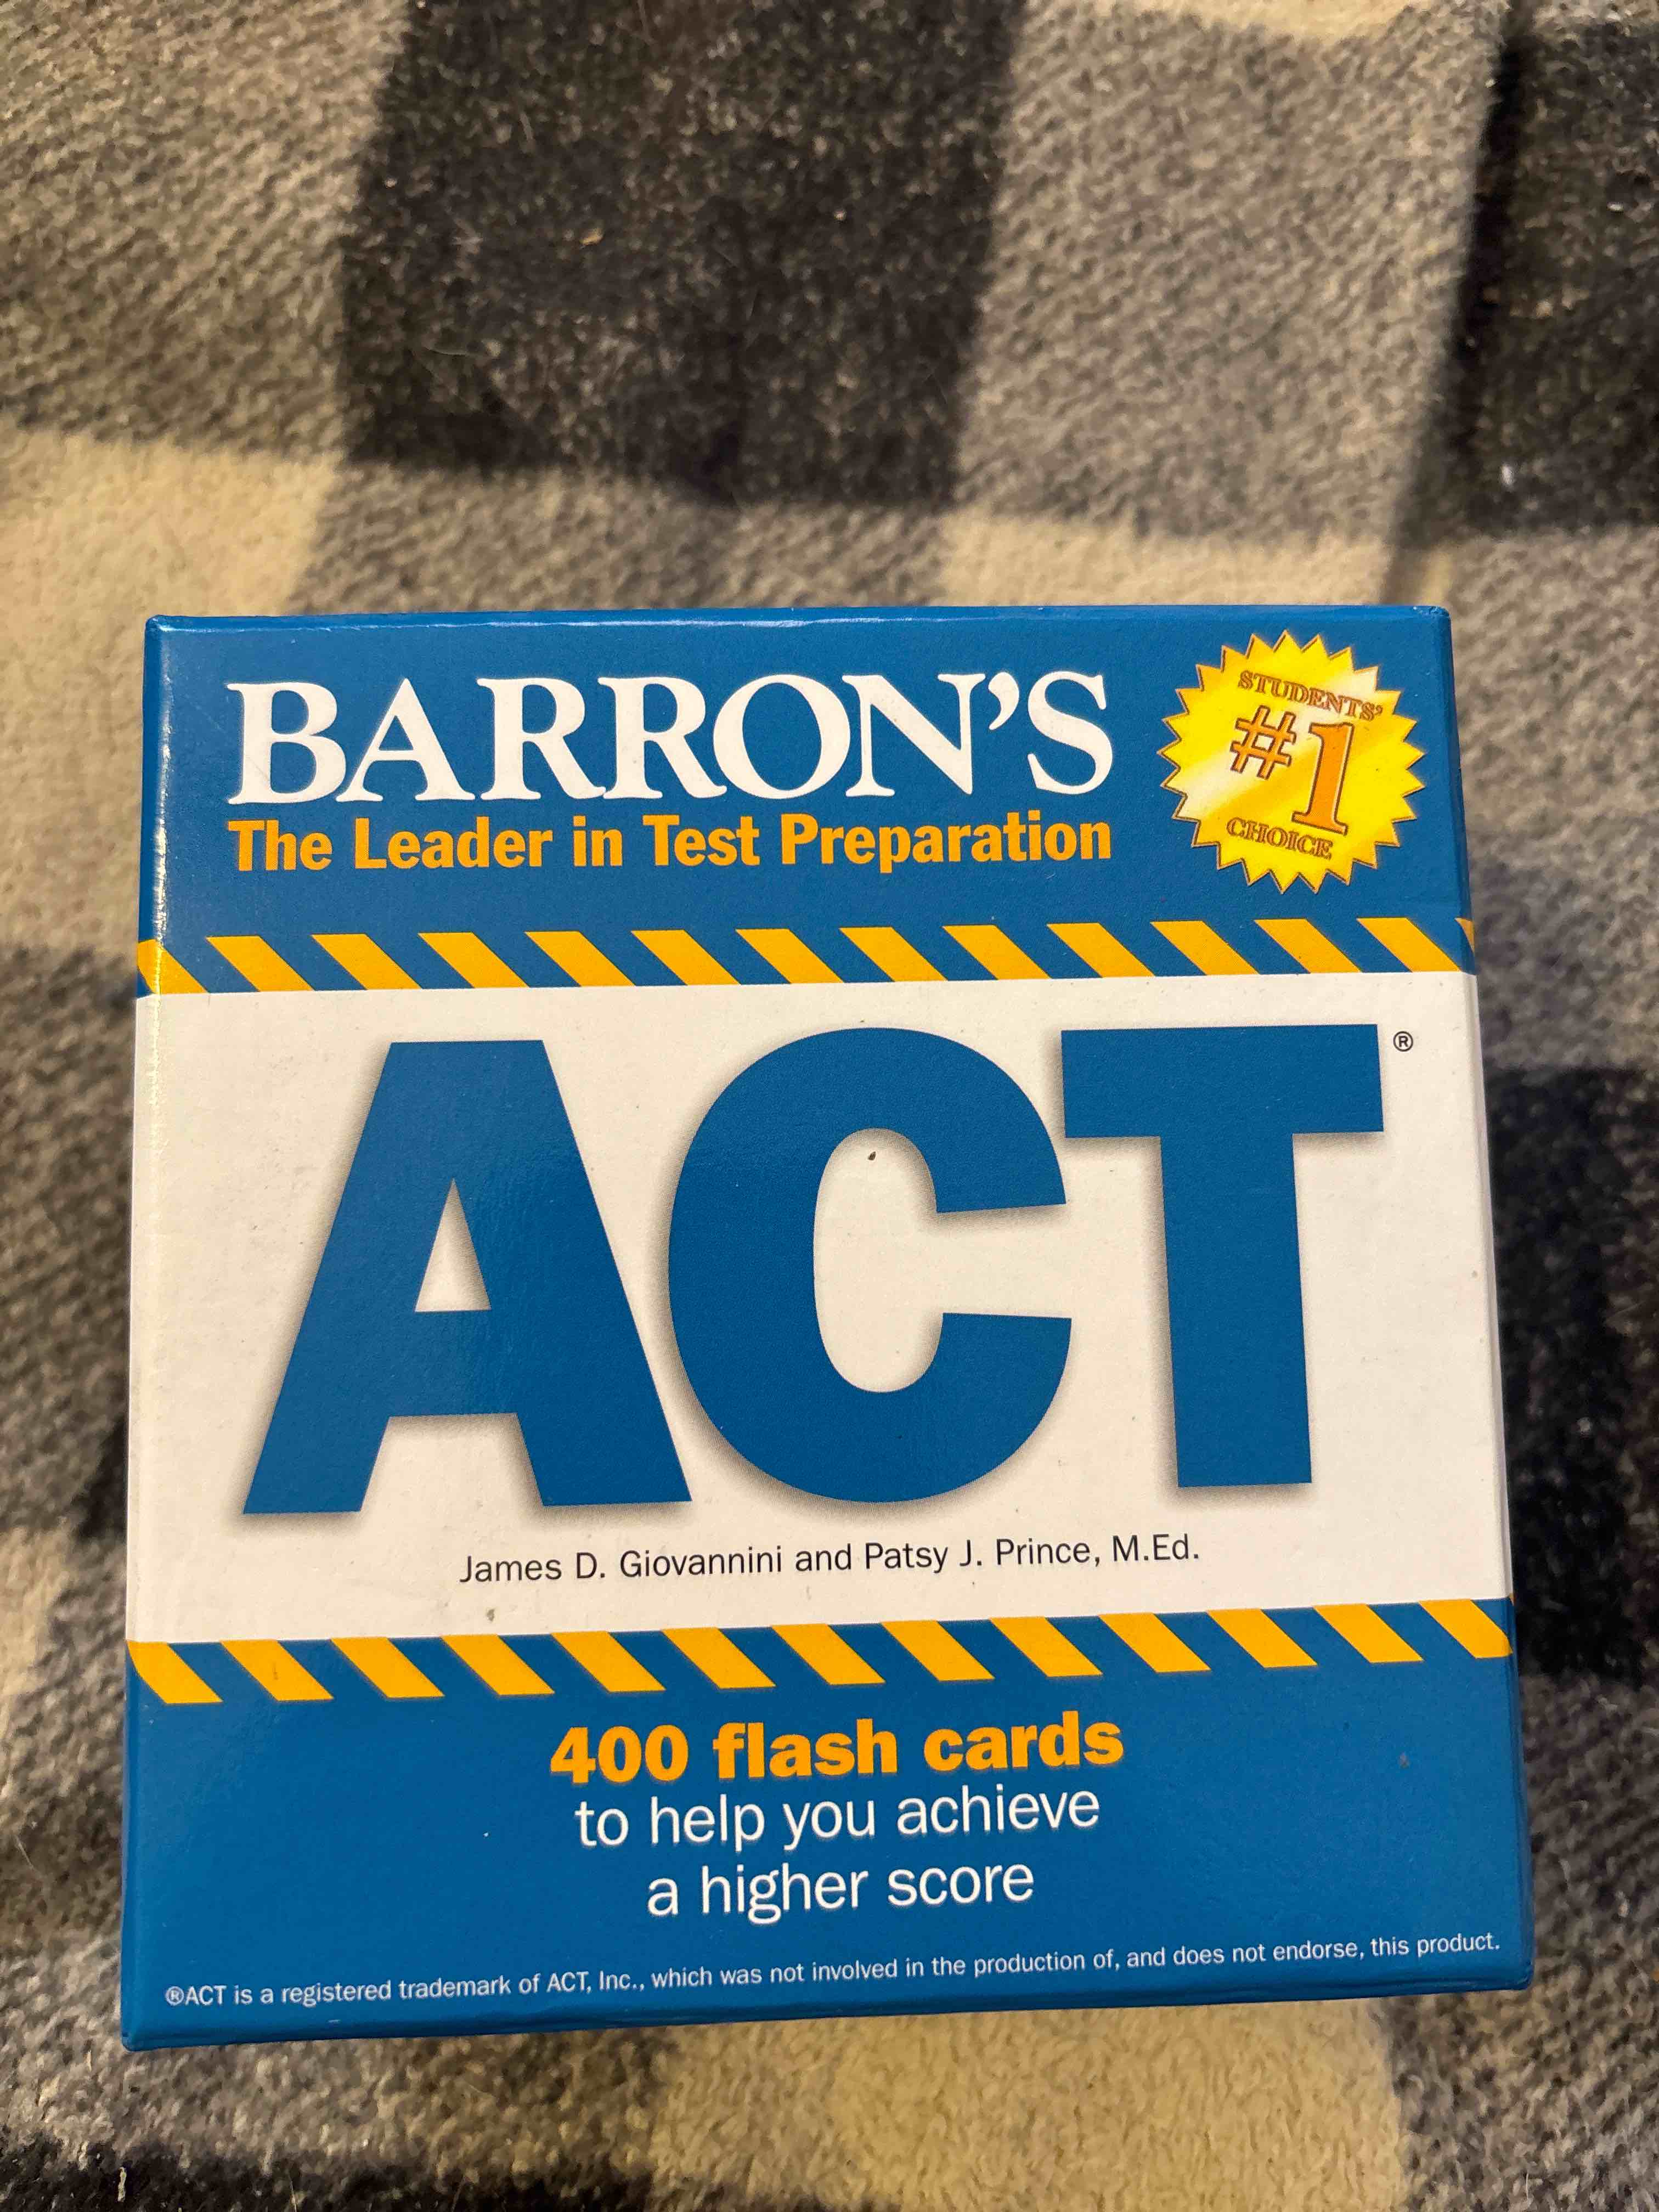 BARRON'S
The Leader in Test Preparation
STUDENTS'
#1
CHOICE
ACT®
James D. Giovannini and Patsy J. Prince, M.Ed.
400 flash cards
to help you achieve
a higher score
®ACT is a registered trademark of ACT, Inc., which was not involved in the production of, and does not endorse, this product.